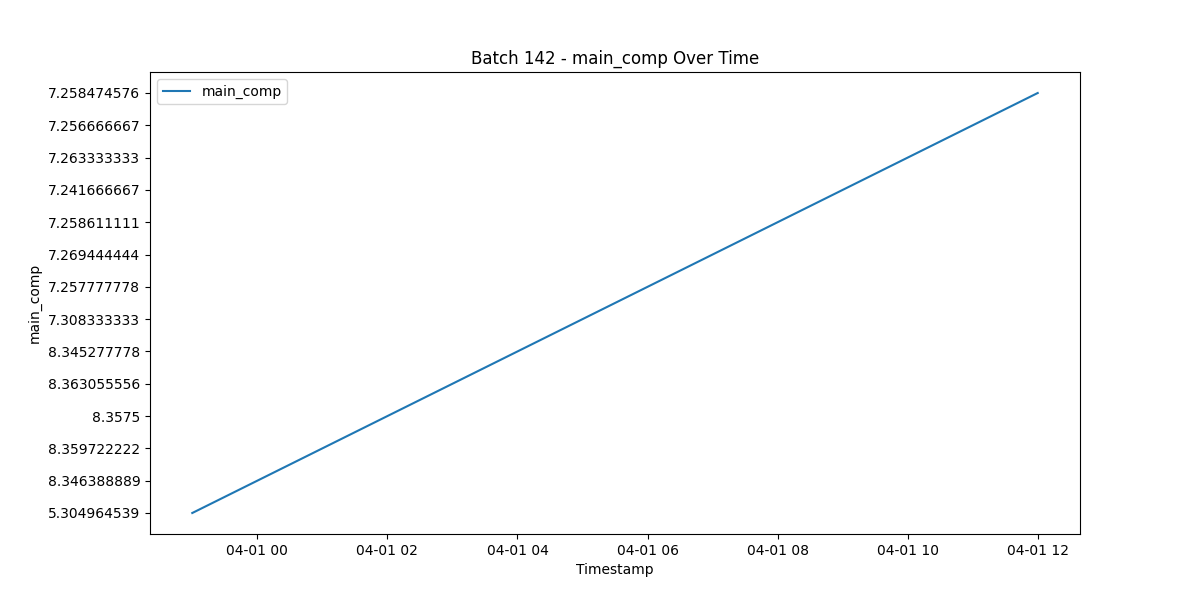 Batch 142 - main_comp Over Time
main_comp
7.258474576
7.256666667
7.263333333
7.241666667
7.258611111
7.269444444
7.257777778
7.308333333
8.345277778
8.363055556
8.3575
8.359722222
8.346388889
5.304964539
main_comp
04-01 00 04-01 02 04-01 04 04-01 06 04-01 08 04-01 10 04-01 12
Timestamp